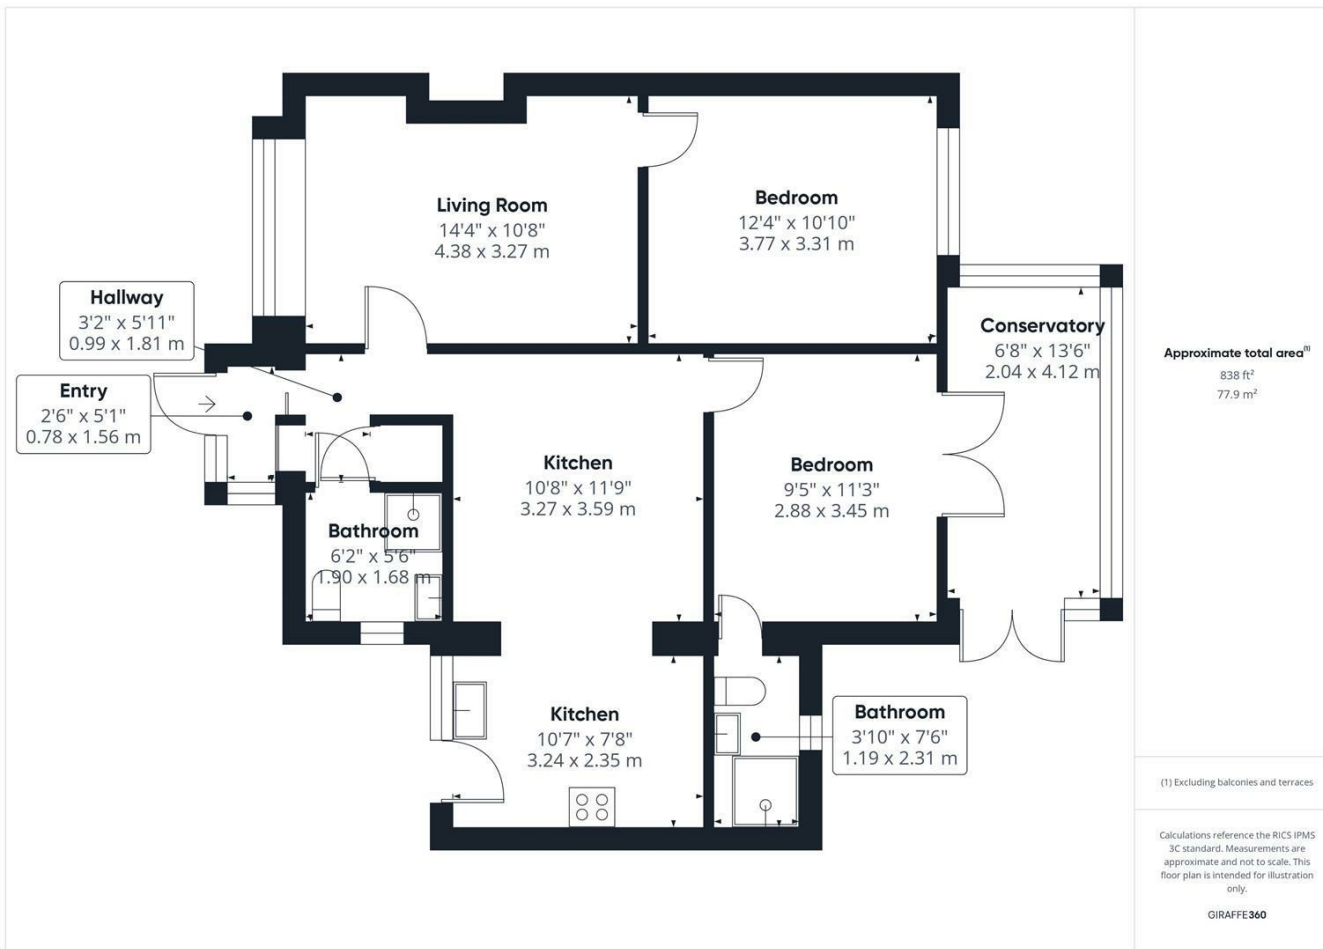 Living Room
14'4" x 10'8"
4.38 x 3.27 m
Bedroom
12'4" x 10'10"
3.77 x 3.31 m
Hallway
3'2" x 5'11"
0.99 x 1.81 m
Entry
2'6" x 5'1"
0.78 x 1.56 m
Conservatory
6'8" x 13'6"
2.04 x 4.12 m
Kitchen
10'8" x 11'9"
3.27 x 3.59 m
Bedroom
9'5" x 11'3"
2.88 x 3.45 m
Bathroom
6'2" x 5'6"
1.90 x 1.68 m
Kitchen
10'7" x 7'8"
3.24 x 2.35 m
Bathroom
3'10" x 7'6"
1.19 x 2.31 m
Approximate total area(1)
838 ft²
77.9 m²
(1) Excluding balconies and terraces
Calculations reference the RICS IPMS
3C standard. Measurements are
approximate and not to scale. This
floor plan is intended for illustration
only.
GIRAFFE360